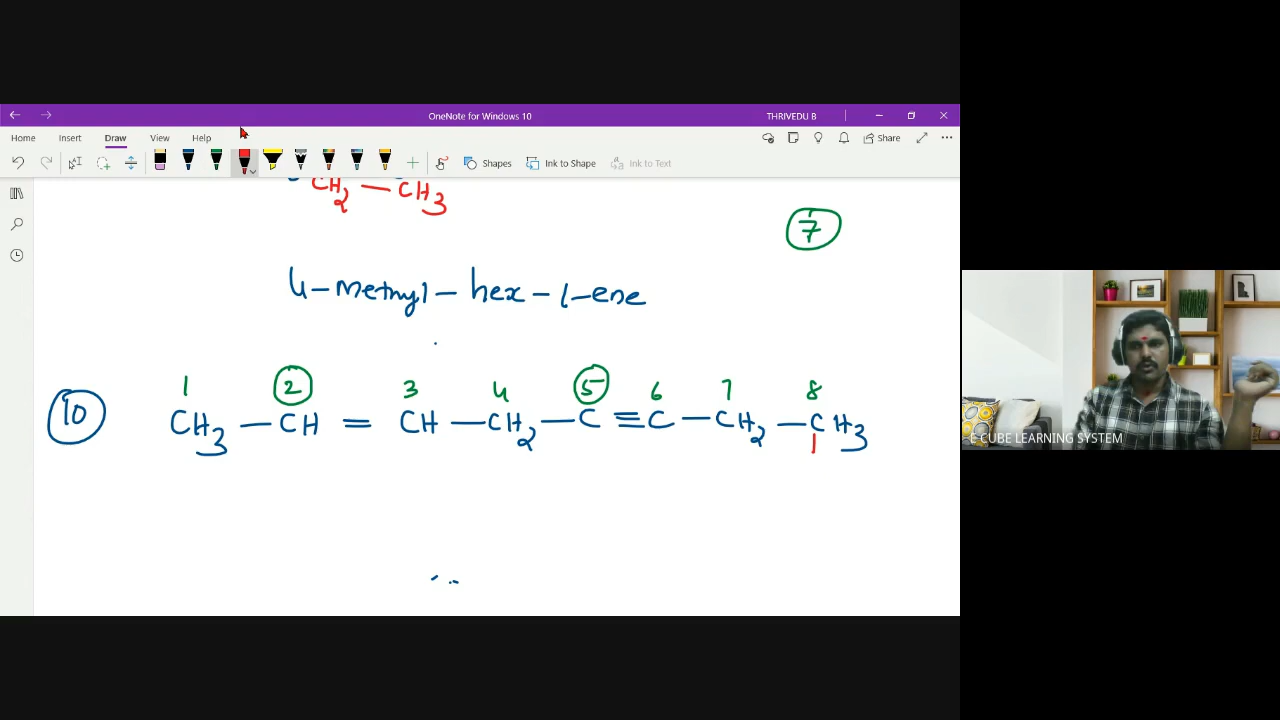 OneNote for Windows 10
THRIVEDU B
Home Insert Draw View Help
Share
Shapes Ink to Shape Ink to Text
CH2 — CH3
7
4-methyl-hex-1-ene
1 2 3 4 5 6 7 8
10 CH3 — CH = CH — CH2 — C ≡ C — CH2 — CH3
1
E CUBE LEARNING SYSTEM